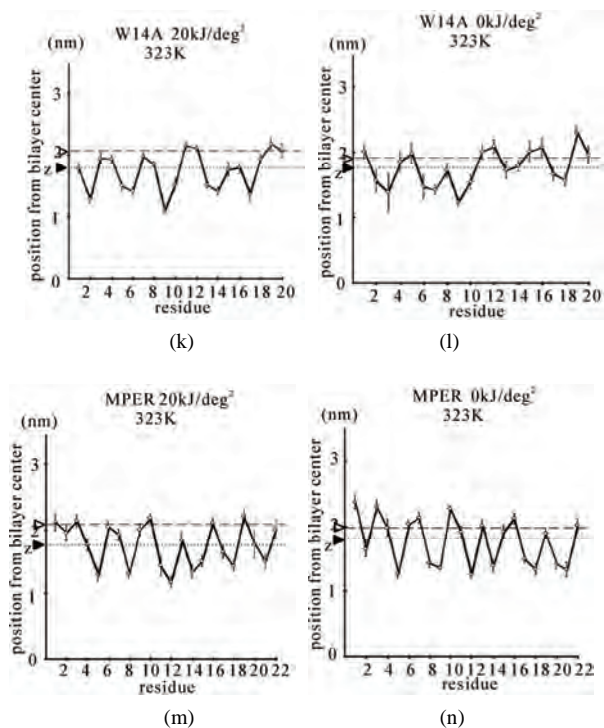 W14A 20kJ/deg²
323K
(nm)
position from bilayer center
3
2
z
1
0
2 4 6 8 10 12 14 16 18 20
residue
(k)
W14A 0kJ/deg²
323K
(nm)
position from bilayer center
3
2
z
1
0
2 4 6 8 10 12 14 16 18 20
residue
(l)
MPER 20kJ/deg²
323K
(nm)
position from bilayer center
3
2
z
1
0
2 4 6 8 10 12 14 16 18 20 22
residue
(m)
MPER 0kJ/deg²
323K
(nm)
position from bilayer center
3
2
z
1
0
2 4 6 8 10 12 14 16 18 20 22
residue
(n)